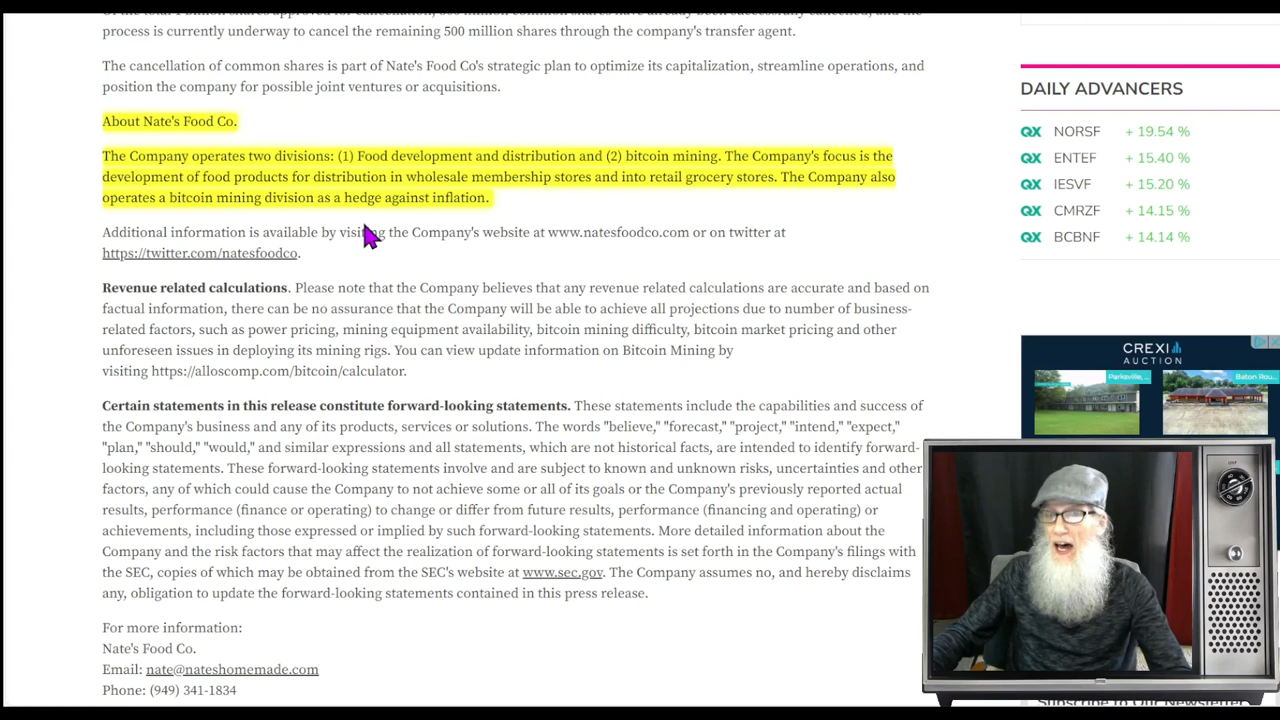 Of the total 1 billion shares approved for cancellation, 500 million common shares have already been successfully cancelled, and the
process is currently underway to cancel the remaining 500 million shares through the company's transfer agent.
The cancellation of common shares is part of Nate's Food Co's strategic plan to optimize its capitalization, streamline operations, and
position the company for possible joint ventures or acquisitions.
About Nate's Food Co.
The Company operates two divisions: (1) Food development and distribution and (2) bitcoin mining. The Company's focus is the
development of food products for distribution in wholesale membership stores and into retail grocery stores. The Company also
operates a bitcoin mining division as a hedge against inflation.
Additional information is available by visiting the Company's website at www.natesfoodco.com or on twitter at
https://twitter.com/natesfoodco.
Revenue related calculations. Please note that the Company believes that any revenue related calculations are accurate and based on
factual information, there can be no assurance that the Company will be able to achieve all projections due to number of business-
related factors, such as power pricing, mining equipment availability, bitcoin mining difficulty, bitcoin market pricing and other
unforeseen issues in deploying its mining rigs. You can view update information on Bitcoin Mining by
visiting https://alloscomp.com/bitcoin/calculator.
Certain statements in this release constitute forward-looking statements. These statements include the capabilities and success of
the Company's business and any of its products, services or solutions. The words "believe," "forecast," "project," "intend," "expect,"
"plan," "should," "would," and similar expressions and all statements, which are not historical facts, are intended to identify forward-
looking statements. These forward-looking statements involve and are subject to known and unknown risks, uncertainties and other
factors, any of which could cause the Company to not achieve some or all of its goals or the Company's previously reported actual
results, performance (finance or operating) to change or differ from future results, performance (financing and operating) or
achievements, including those expressed or implied by such forward-looking statements. More detailed information about the
Company and the risk factors that may affect the realization of forward-looking statements is set forth in the Company's filings with
the SEC, copies of which may be obtained from the SEC's website at www.sec.gov. The Company assumes no, and hereby disclaims
any, obligation to update the forward-looking statements contained in this press release.
For more information:
Nate's Food Co.
Email: nate@nateshomemade.com
Phone: (949) 341-1834
DAILY ADVANCERS
QX NORSF + 19.54 %
QX ENTEF + 15.40 %
QX IESVF + 15.20 %
QX CMRZF + 14.15 %
QX BCBNF + 14.14 %
CREXI
AUCTION
Parksville,...
Baton Rou...
Subscribe to Our Newsletter